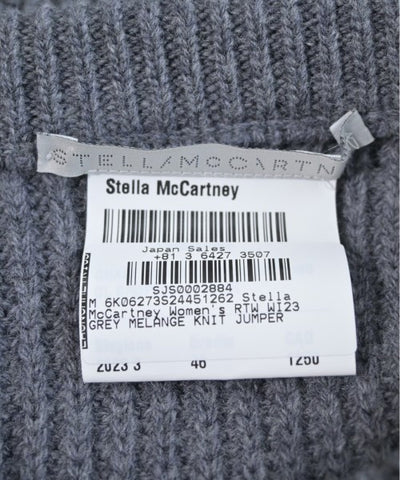 STELLA McCARTN
Stella McCartney
Japan Sales
+81 3 6427 3507
SJS0002884
M 6K06273S24451262 Stella
McCartney Women's RTW WI23
GREY MELANGE KNIT JUMPER
2023 3 46 1250